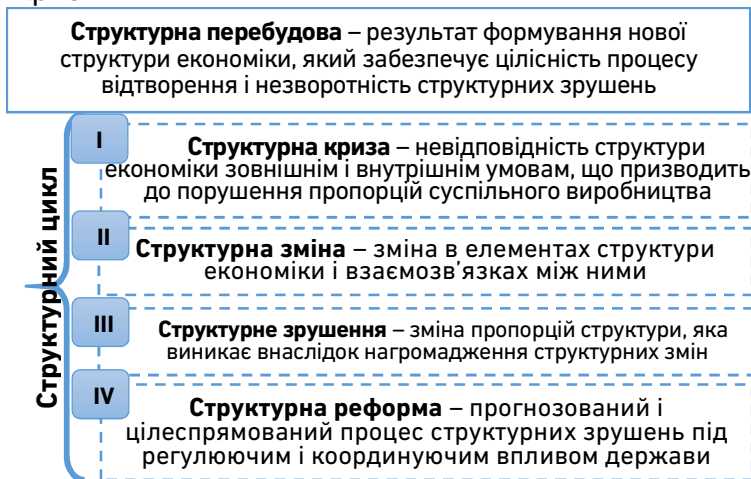 Структурна перебудова – результат формування нової
структури економіки, який забезпечує цілісність процесу
відтворення і незворотність структурних зрушень
Структурний цикл
I
Структурна криза – невідповідність структури
економіки зовнішнім і внутрішнім умовам, що призводить
до порушення пропорцій суспільного виробництва
II
Структурна зміна – зміна в елементах структури
економіки і взаємозв’язках між ними
III
Структурне зрушення – зміна пропорцій структури, яка
виникає внаслідок нагромадження структурних змін
IV
Структурна реформа – прогнозований і
цілеспрямований процес структурних зрушень під
регулюючим і координуючим впливом держави